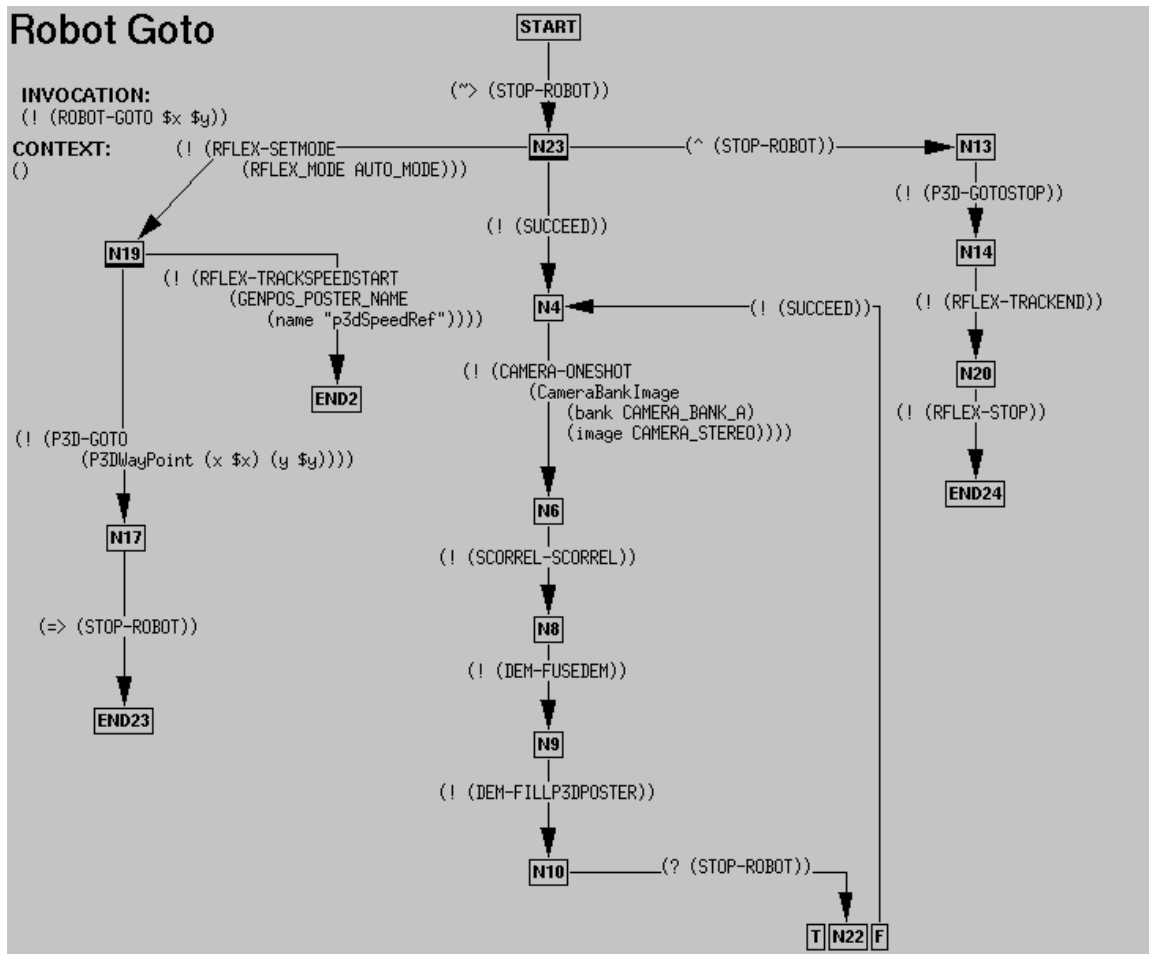 Robot Goto
START
INVOCATION:
(! (ROBOT-GOTO $x $y))
(~> (STOP-ROBOT))
CONTEXT:
()
(! (RFLEX-SETMODE
(RFLEX_MODE AUTO_MODE)))
N23
(^ (STOP-ROBOT))
N13
(! (P3D-GOTOSTOP))
(! (SUCCEED))
N19
N14
(! (RFLEX-TRACKSPEEDSTART
(GENPOS_POSTER_NAME
(name "p3dSpeedRef"))))
N4
(! (SUCCEED))
(! (RFLEX-TRACKEND))
END2
(! (CAMERA-ONESHOT
(CameraBankImage
(bank CAMERA_BANK_A)
(image CAMERA_STEREO))))
N20
(! (RFLEX-STOP))
(! (P3D-GOTO
(P3DWayPoint (x $x) (y $y))))
END24
N17
N6
(! (SCORREL-SCORREL))
(=> (STOP-ROBOT))
N8
(! (DEM-FUSEDEM))
END23
N9
(! (DEM-FILLP3DPOSTER))
N10
(? (STOP-ROBOT))
T N22 F